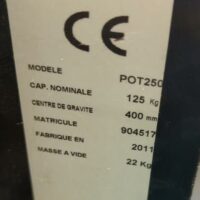 CE
MODELE POT250
CAP. NOMINALE 125 Kg
CENTRE DE GRAVITE 400 mm
MATRICULE 904517
FABRIQUE EN 2011
MASSE A VIDE 22 Kg